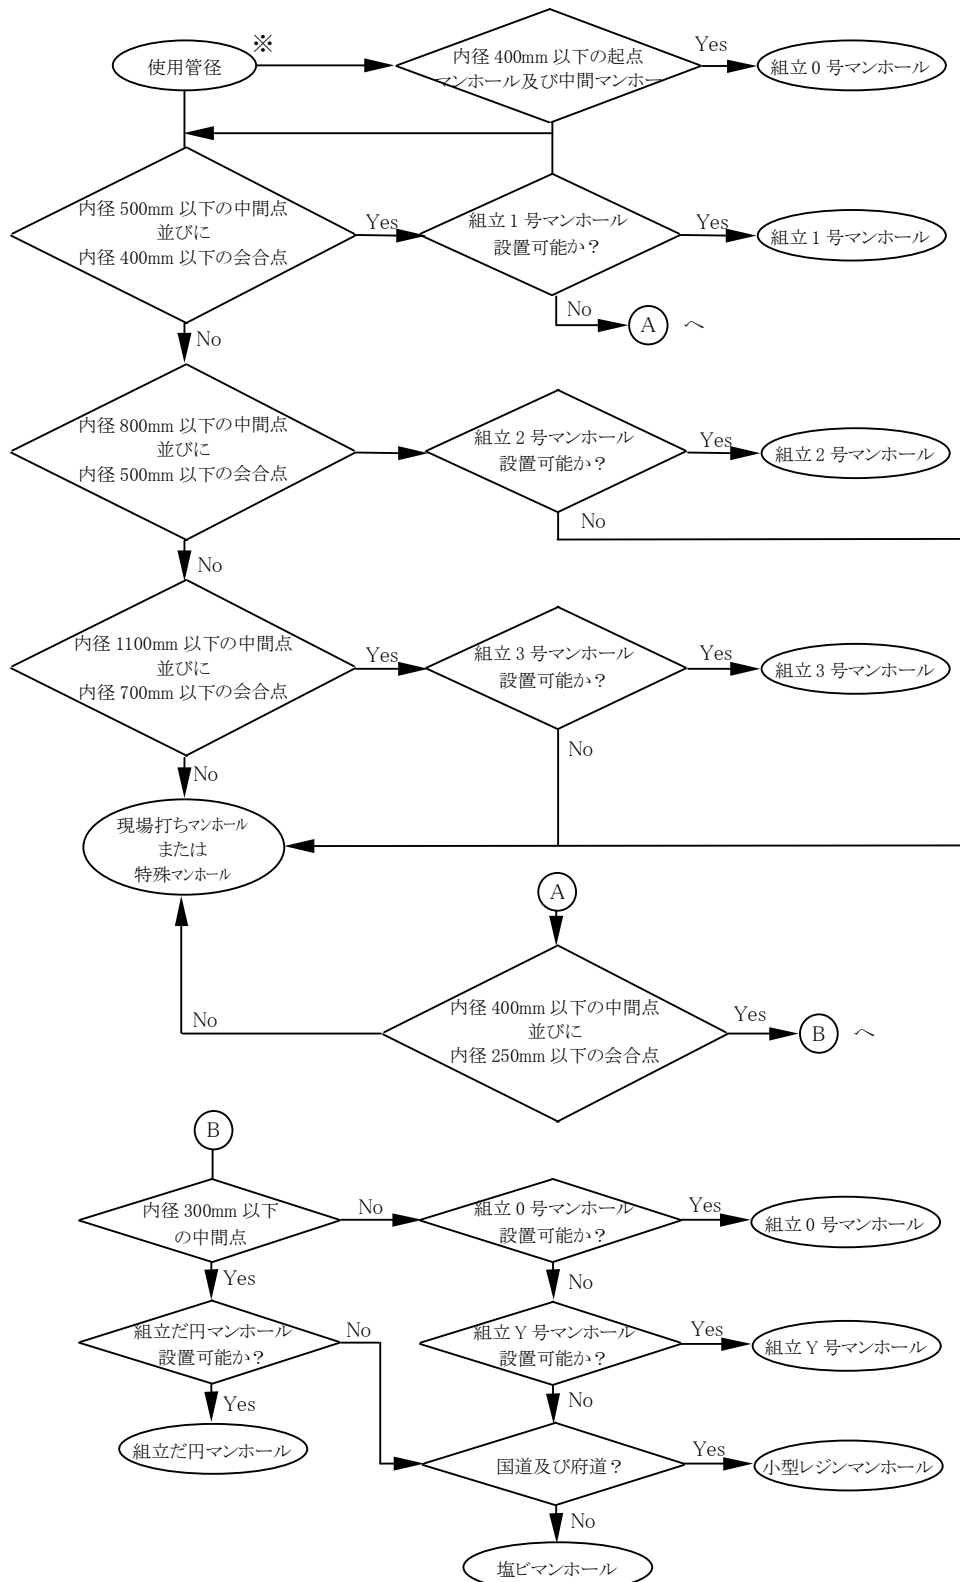 ※
使用管径
内径 400mm 以下の起点
マンホール及び中間マンホー
Yes
組立 0 号マンホール
内径 500mm 以下の中間点
並びに
内径 400mm 以下の会合点
Yes
組立 1 号マンホール
設置可能か？
Yes
組立 1 号マンホール
No
A へ
No
内径 800mm 以下の中間点
並びに
内径 500mm 以下の会合点
組立 2 号マンホール
設置可能か？
Yes
組立 2 号マンホール
No
No
内径 1100mm 以下の中間点
並びに
内径 700mm 以下の会合点
Yes
組立 3 号マンホール
設置可能か？
Yes
組立 3 号マンホール
No
No
現場打ちマンホール
または
特殊マンホール
A
内径 400mm 以下の中間点
並びに
内径 250mm 以下の会合点
No
Yes
B へ
B
内径 300mm 以下
の中間点
No
組立 0 号マンホール
設置可能か？
Yes
組立 0 号マンホール
Yes
No
組立だ円マンホール
設置可能か？
No
組立 Y 号マンホール
設置可能か？
Yes
組立 Y 号マンホール
Yes
No
組立だ円マンホール
国道及び府道？
Yes
小型レジンマンホール
No
塩ビマンホール